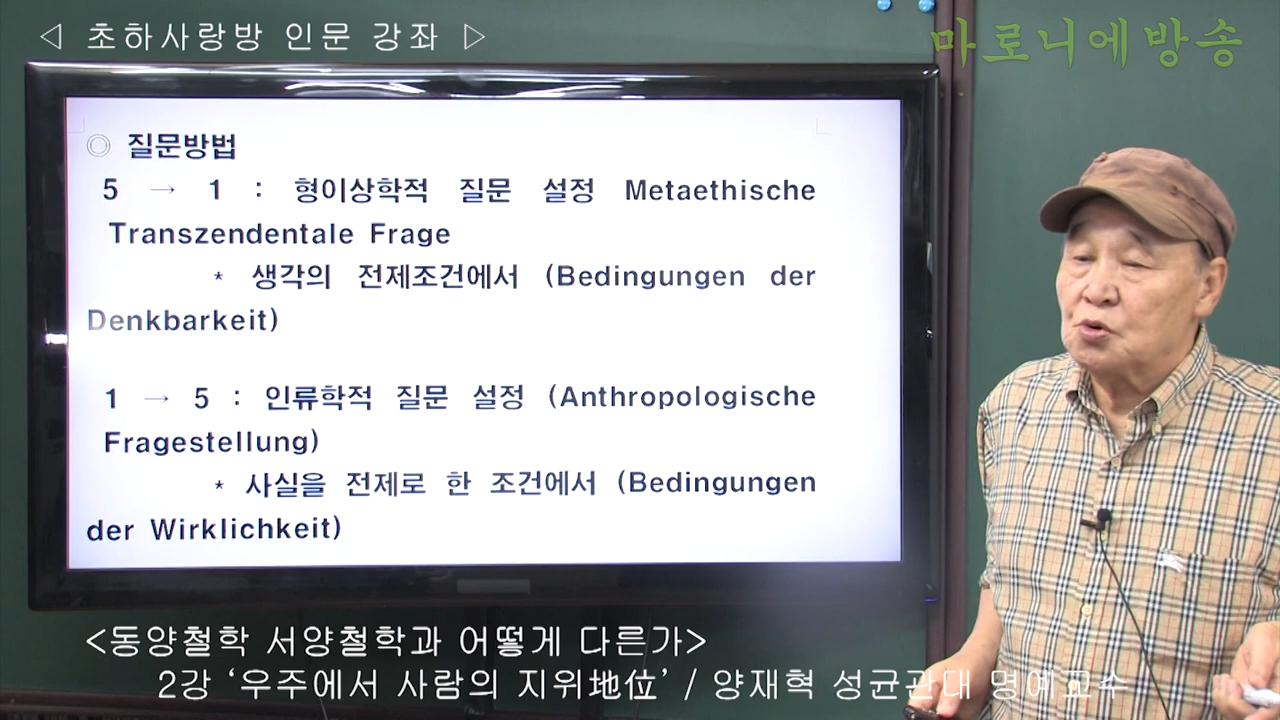 ◁ 초하사랑방 인문 강좌 ▷
마로니에방송
◎ 질문방법
5 → 1 : 형이상학적 질문 설정 Metaethische
Transzendentale Frage
* 생각의 전제조건에서 (Bedingungen der
Denkbarkeit)
1 → 5 : 인류학적 질문 설정 (Anthropologische
Fragestellung)
* 사실을 전제로 한 조건에서 (Bedingungen
der Wirklichkeit)
<동양철학 서양철학과 어떻게 다른가>
2강 ‘우주에서 사람의 지위地位’ / 양재혁 성균관대 명예교수